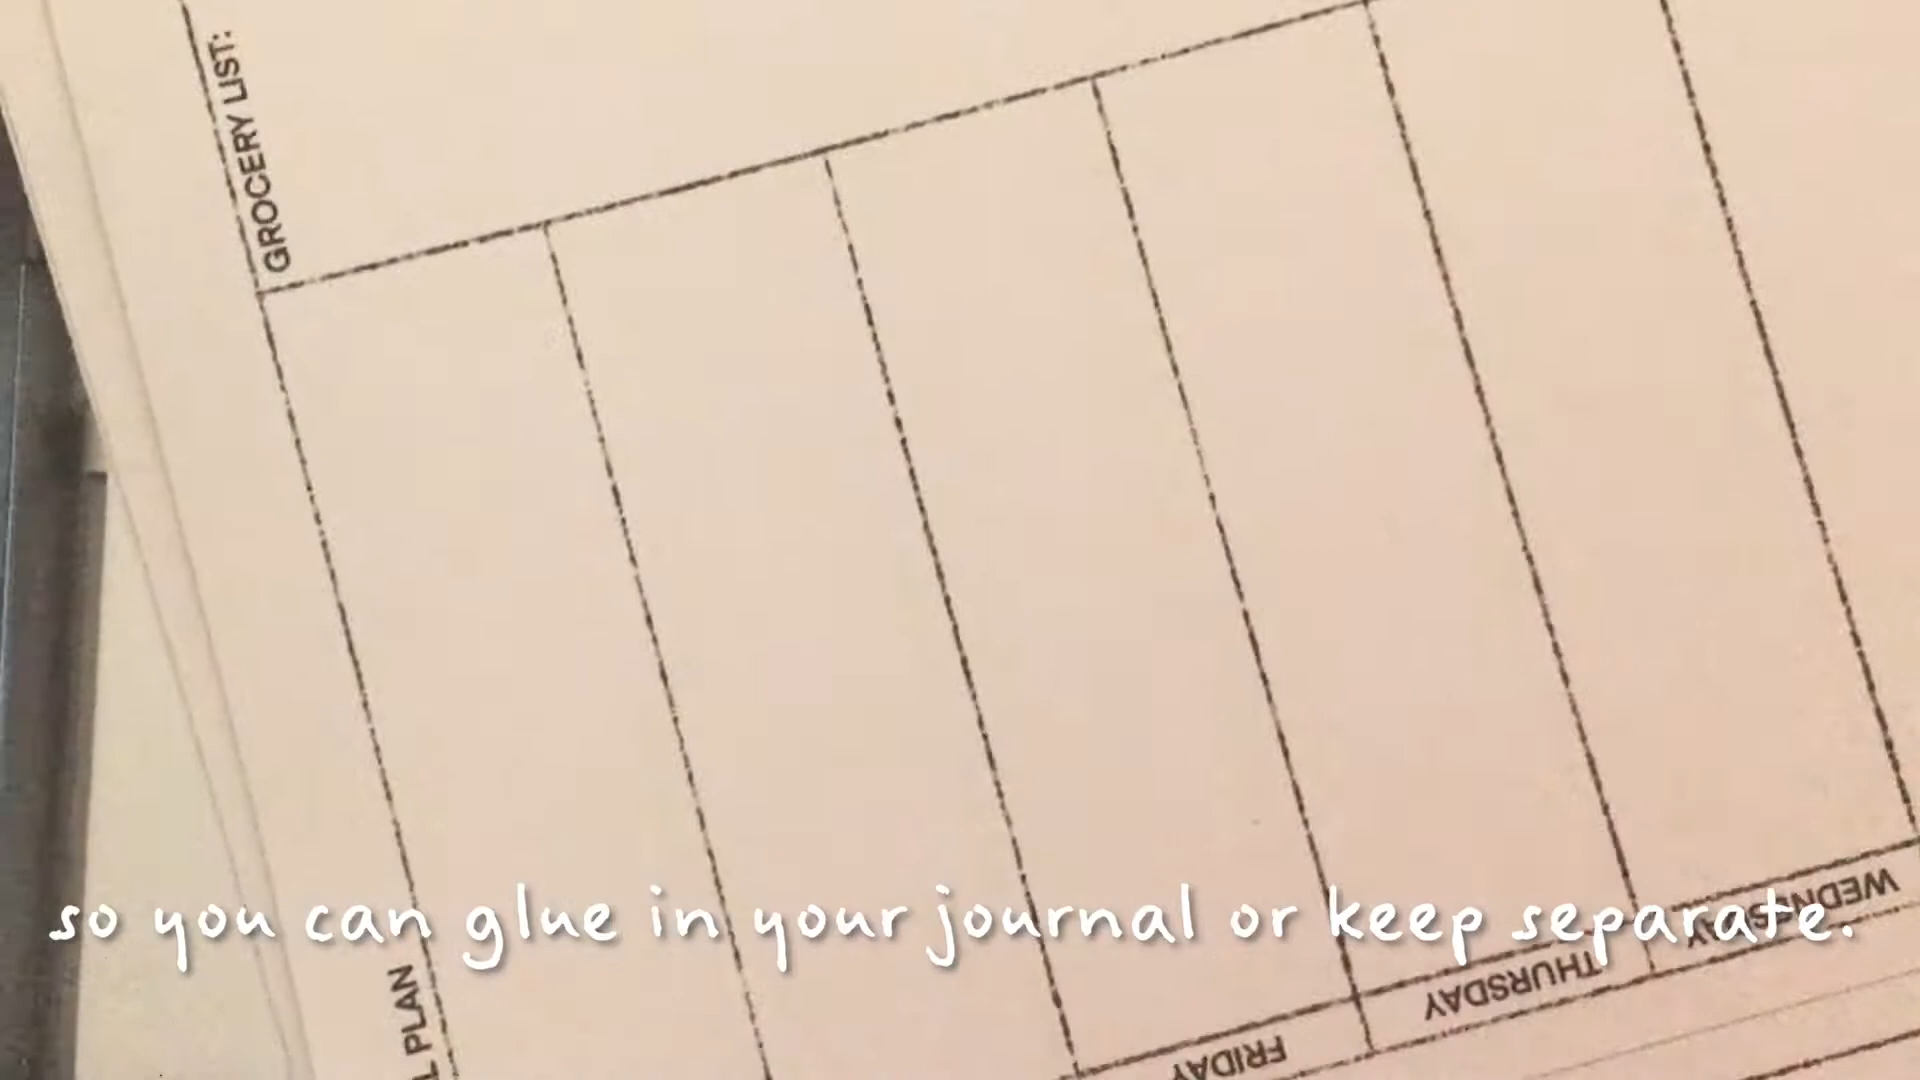 GROCERY LIST:
so you can glue in your journal or keep separate.
L PLAN
WEDNESDAY
THURSDAY
FRIDAY